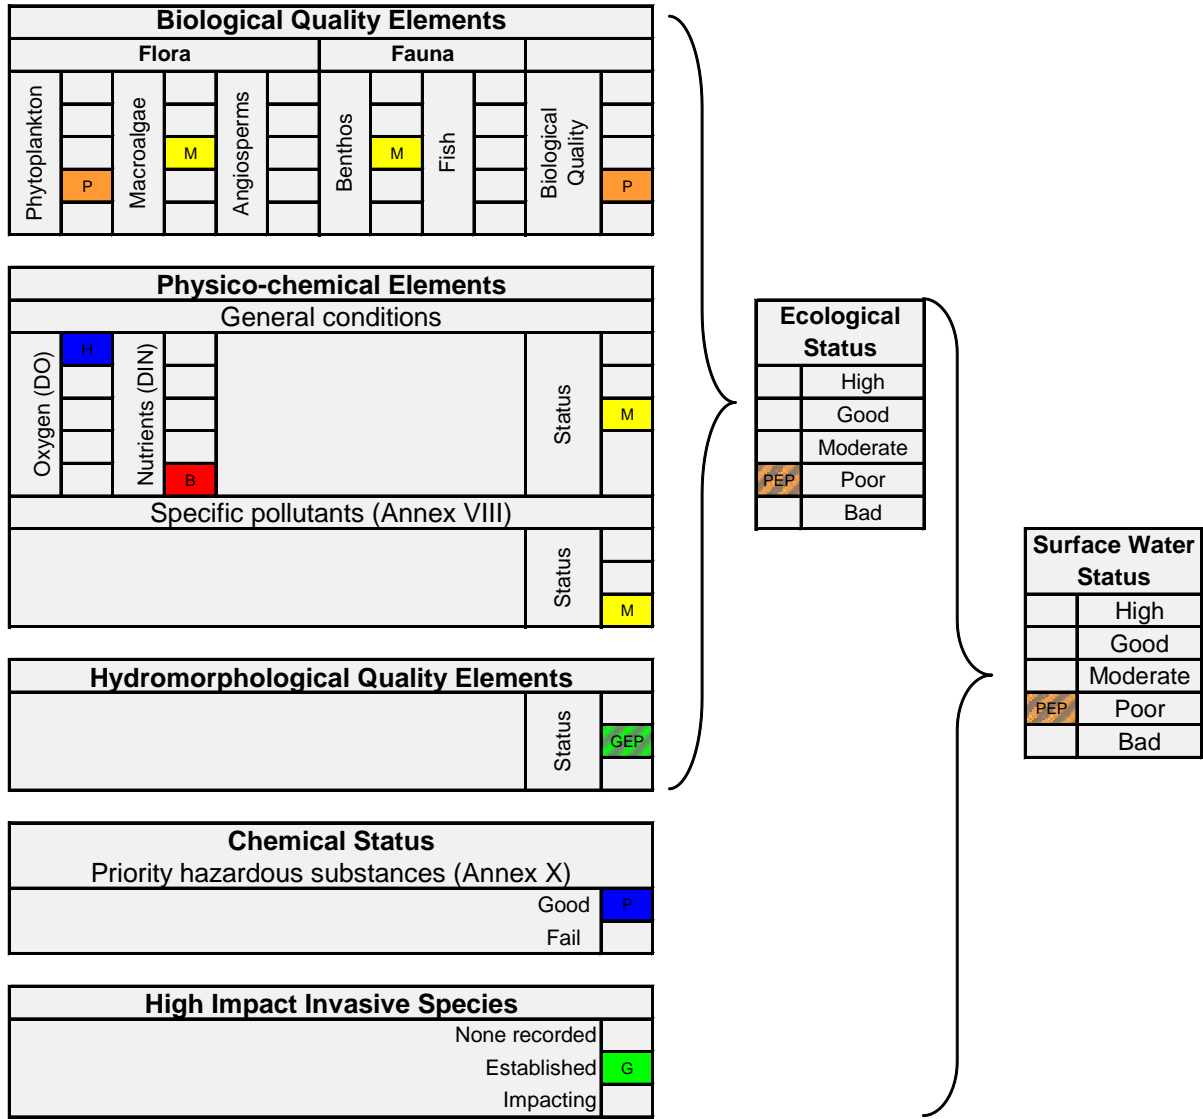 Biological Quality Elements
Flora
Fauna
Phytoplankton
P
Macroalgae
M
Angiosperms
Benthos
M
Fish
Biological
Quality
P
Physico-chemical Elements
General conditions
Oxygen (DO)
H
Nutrients (DIN)
B
Status
M
Specific pollutants (Annex VIII)
Status
M
Hydromorphological Quality Elements
Status
GEP
Chemical Status
Priority hazardous substances (Annex X)
Good P
Fail
High Impact Invasive Species
None recorded
Established G
Impacting
Ecological
Status
High
Good
Moderate
PEP Poor
Bad
Surface Water
Status
High
Good
Moderate
PEP Poor
Bad